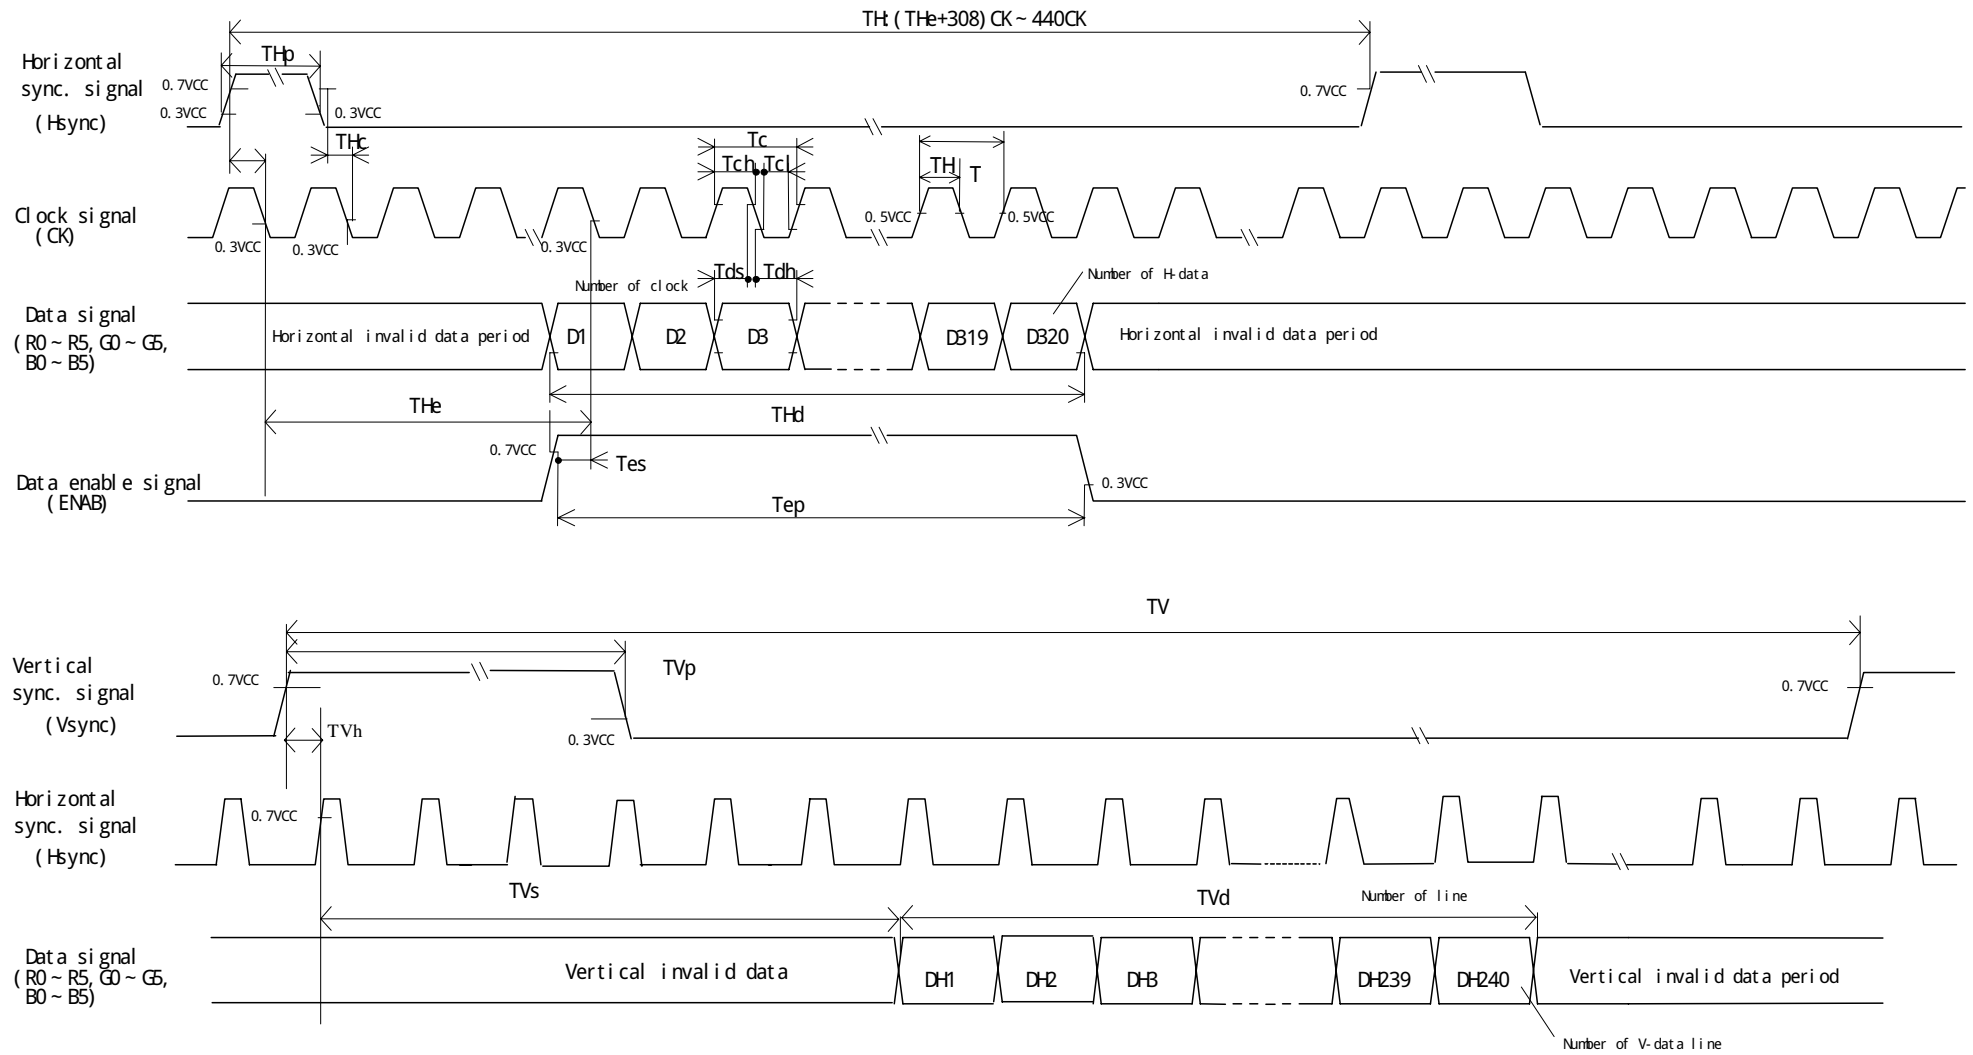 TH: (THe+308) CK ~ 440CK
THp
Horizontal
sync. signal
(Hsync)
0.7VCC
0.3VCC
0.3VCC
0.7VCC
THc
Tc
Tch
Tcl
TH
T
Clock signal
(CK)
0.3VCC
0.3VCC
0.3VCC
0.5VCC
0.5VCC
Tds
Tdh
Number of clock
Number of H-data
Data signal
(R0 ~ R5, G0 ~ G5,
B0 ~ B5)
Horizontal invalid data period
D1
D2
D3
D319
D320
Horizontal invalid data period
THe
THd
0.7VCC
Tes
Data enable signal
(ENAB)
0.3VCC
Tep
TV
TVp
Vertical
sync. signal
(Vsync)
0.7VCC
0.7VCC
0.3VCC
TVh
Horizontal
sync. signal
(Hsync)
0.7VCC
TVs
TVd
Number of line
Data signal
(R0 ~ R5, G0 ~ G5,
B0 ~ B5)
Vertical invalid data
DH1
DH2
DH3
DH239
DH240
Vertical invalid data period
Number of V-data line